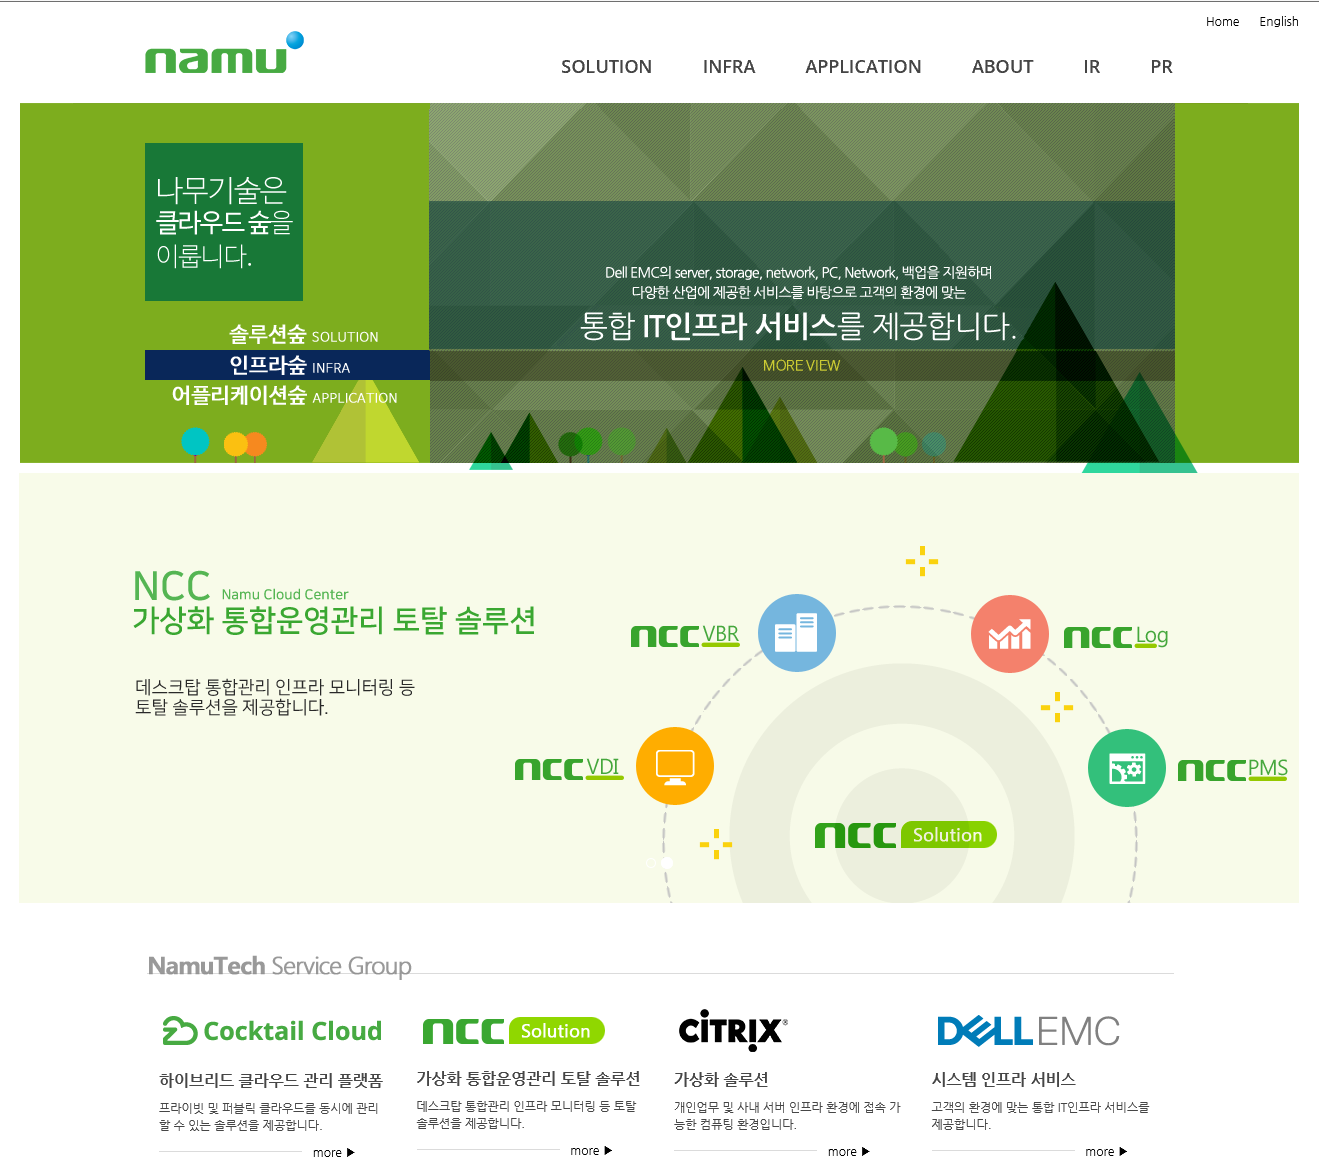 Home English
namu
SOLUTION INFRA APPLICATION ABOUT IR PR
나무기술은
클라우드 숲을
이룹니다.
솔루션숲 SOLUTION
인프라숲 INFRA
어플리케이션숲 APPLICATION
Dell EMC의 server, storage, network, PC, Network, 백업을 지원하며
다양한 산업에 제공한 서비스를 바탕으로 고객의 환경에 맞는
통합 IT인프라 서비스를 제공합니다.
MORE VIEW
NCC Namu Cloud Center
가상화 통합운영관리 토탈 솔루션
데스크탑 통합관리 인프라 모니터링 등
토탈 솔루션을 제공합니다.
ncc VBR
ncc Log
ncc VDI
ncc PMS
ncc Solution
NamuTech Service Group
Cocktail Cloud
하이브리드 클라우드 관리 플랫폼
프라이빗 및 퍼블릭 클라우드를 동시에 관리
할 수 있는 솔루션을 제공합니다.
more ▶
ncc Solution
가상화 통합운영관리 토탈 솔루션
데스크탑 통합관리 인프라 모니터링 등 토탈
솔루션을 제공합니다.
more ▶
CİTRİX®
가상화 솔루션
개인업무 및 사내 서버 인프라 환경에 접속 가
능한 컴퓨팅 환경입니다.
more ▶
DELL EMC
시스템 인프라 서비스
고객의 환경에 맞는 통합 IT인프라 서비스를
제공합니다.
more ▶